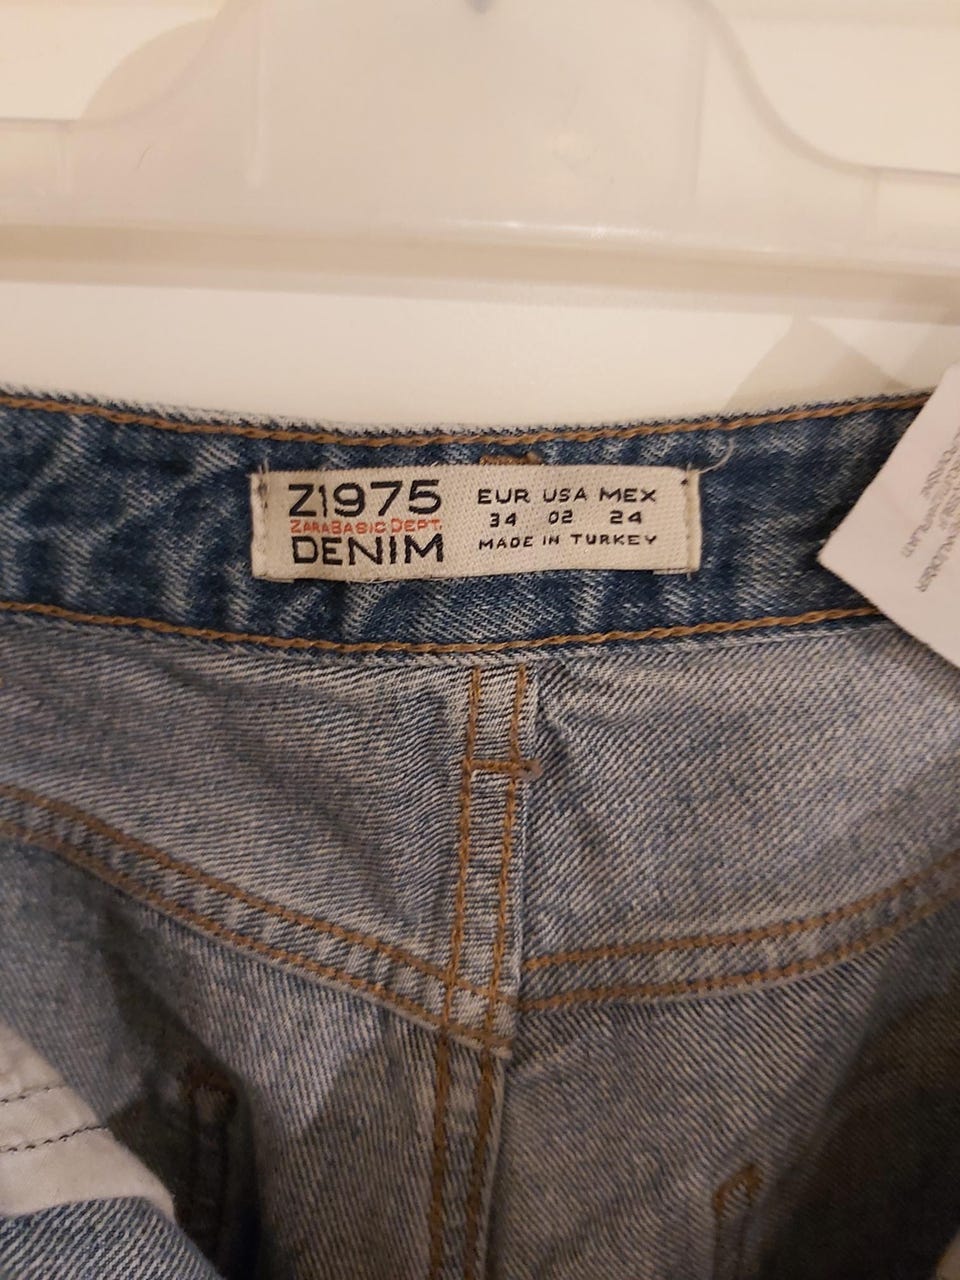 Z1975
ZARABASIC DEPT.
DENIM
EUR USA MEX
34 02 24
MADE IN TURKEY